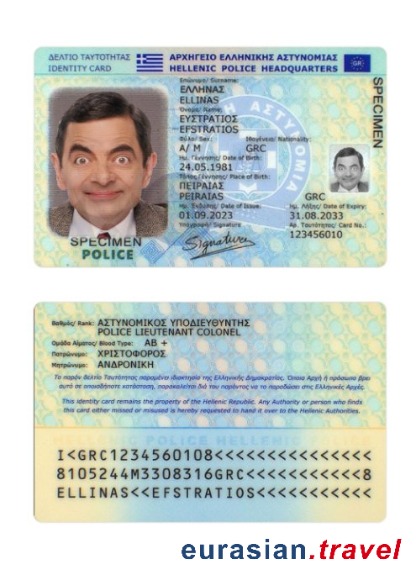 ΔΕΛΤΙΟ ΤΑΥΤΟΤΗΤΑΣ
IDENTITY CARD
ΑΡΧΗΓΕΙΟ ΕΛΛΗΝΙΚΗΣ ΑΣΤΥΝΟΜΙΑΣ
HELLENIC POLICE HEADQUARTERS
GR
Επώνυμο/ Surname:
ΕΛΛΗΝΑΣ
ELLINAS
Όνομα/ Name:
ΕΥΣΤΡΑΤΙΟΣ
EFSTRATIOS
Φύλο/ Sex: Ιθαγένεια/ Nationality:
Α/ M GRC
Ημ. Γέννησης/ Date of Birth:
24.05.1981
Τόπος Γέννησης/ Place of Birth:
ΠΕΙΡΑΙΑΣ
PEIRAIAS GRC
Ημ. Έκδοσης/ Date of Issue: Ημ. Λήξης/ Date of Expiry:
01.09.2023 31.08.2033
Υπογραφή/ Signature Αρ. Ταυτότητας/ Card No.:
Signature 123456010
SPECIMEN
POLICE
SPECIMEN
ΑΣΤΥΝΟΜΙΑ
Βαθμός/ Rank: ΑΣΤΥΝΟΜΙΚΟΣ ΥΠΟΔΙΕΥΘΥΝΤΗΣ
POLICE LIEUTENANT COLONEL
Ομάδα Αίματος/ Blood Type: AB +
Πατρώνυμο: ΧΡΙΣΤΟΦΟΡΟΣ
Μητρώνυμο: ΑΝΔΡΟΝΙΚΗ
Το παρόν Δελτίο Ταυτότητας παραμένει ιδιοκτησία της Ελληνικής Δημοκρατίας. Όποια Αρχή ή πρόσωπο βρει
αυτό σε οποιαδήποτε κατάσταση, παρακαλείται διά του παρόντος να το παραδώσει στις Ελληνικές Αρχές.
This identity card remains the property of the Hellenic Republic. Any Authority or person who finds
this card either missed or misused is hereby requested to hand it over to the Hellenic Authorities.
POLICE HELLENIC
I<GRC1234560108<<<<<<<<<<<<<<<
8105244M3308316GRC<<<<<<<<<<<8
ELLINAS<<EFSTRATIOS<<<<<<<<<<<
eurasian.travel